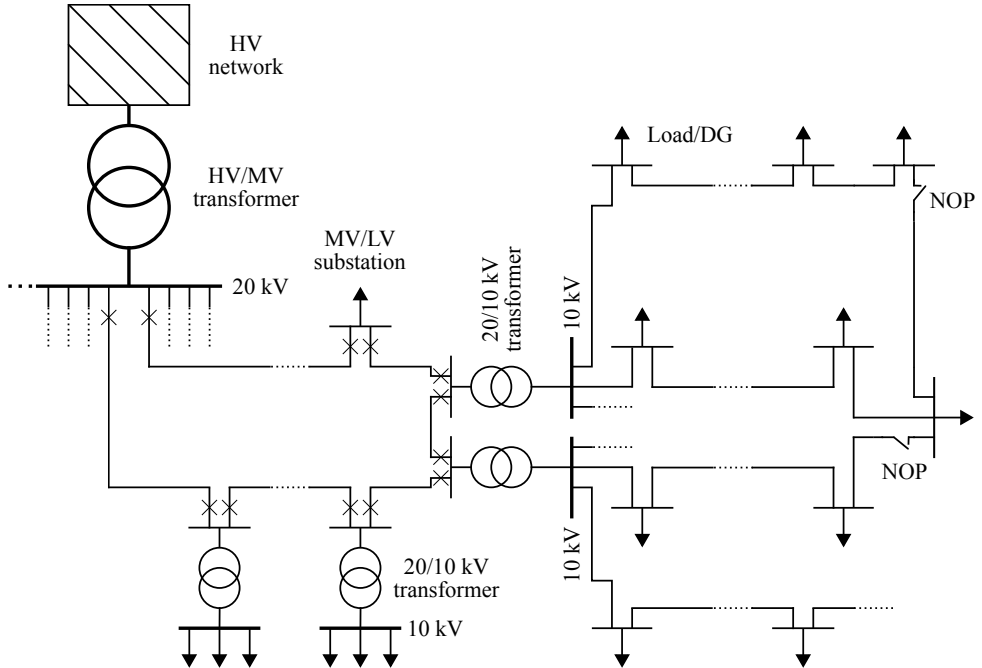 HV
network
HV/MV
transformer
20 kV
MV/LV
substation
20/10 kV
transformer
10 kV
Load/DG
NOP
NOP
10 kV
20/10 kV
transformer
10 kV